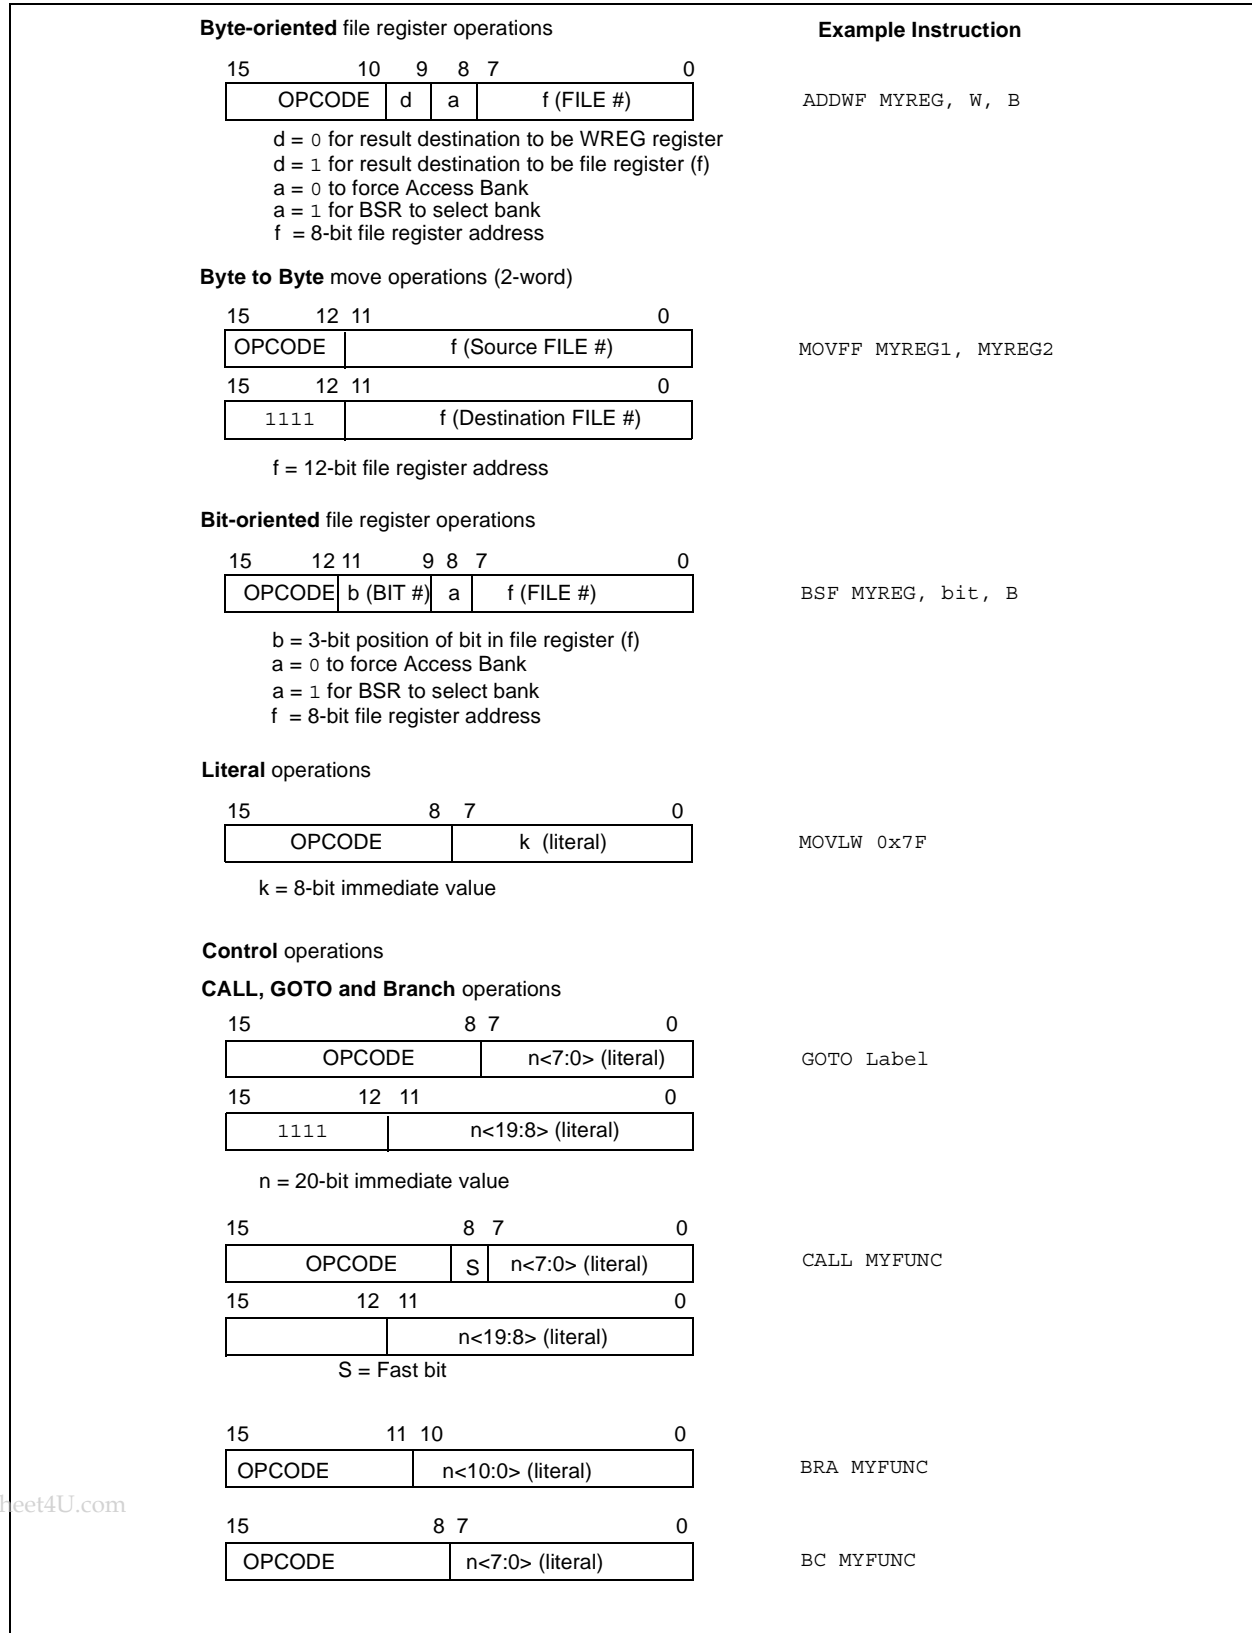 Byte-oriented file register operations Example Instruction
15 10 9 8 7 0
OPCODE d a f (FILE #) ADDWF MYREG, W, B
d = 0 for result destination to be WREG register
d = 1 for result destination to be file register (f)
a = 0 to force Access Bank
a = 1 for BSR to select bank
f = 8-bit file register address
Byte to Byte move operations (2-word)
15 12 11 0
OPCODE f (Source FILE #) MOVFF MYREG1, MYREG2
15 12 11 0
1111 f (Destination FILE #)
f = 12-bit file register address
Bit-oriented file register operations
15 12 11 9 8 7 0
OPCODE b (BIT #) a f (FILE #) BSF MYREG, bit, B
b = 3-bit position of bit in file register (f)
a = 0 to force Access Bank
a = 1 for BSR to select bank
f = 8-bit file register address
Literal operations
15 8 7 0
OPCODE k (literal) MOVLW 0x7F
k = 8-bit immediate value
Control operations
CALL, GOTO and Branch operations
15 8 7 0
OPCODE n<7:0> (literal) GOTO Label
15 12 11 0
1111 n<19:8> (literal)
n = 20-bit immediate value
15 8 7 0
OPCODE S n<7:0> (literal) CALL MYFUNC
15 12 11 0
n<19:8> (literal)
S = Fast bit
15 11 10 0
OPCODE n<10:0> (literal) BRA MYFUNC
heet4U.com
15 8 7 0
OPCODE n<7:0> (literal) BC MYFUNC